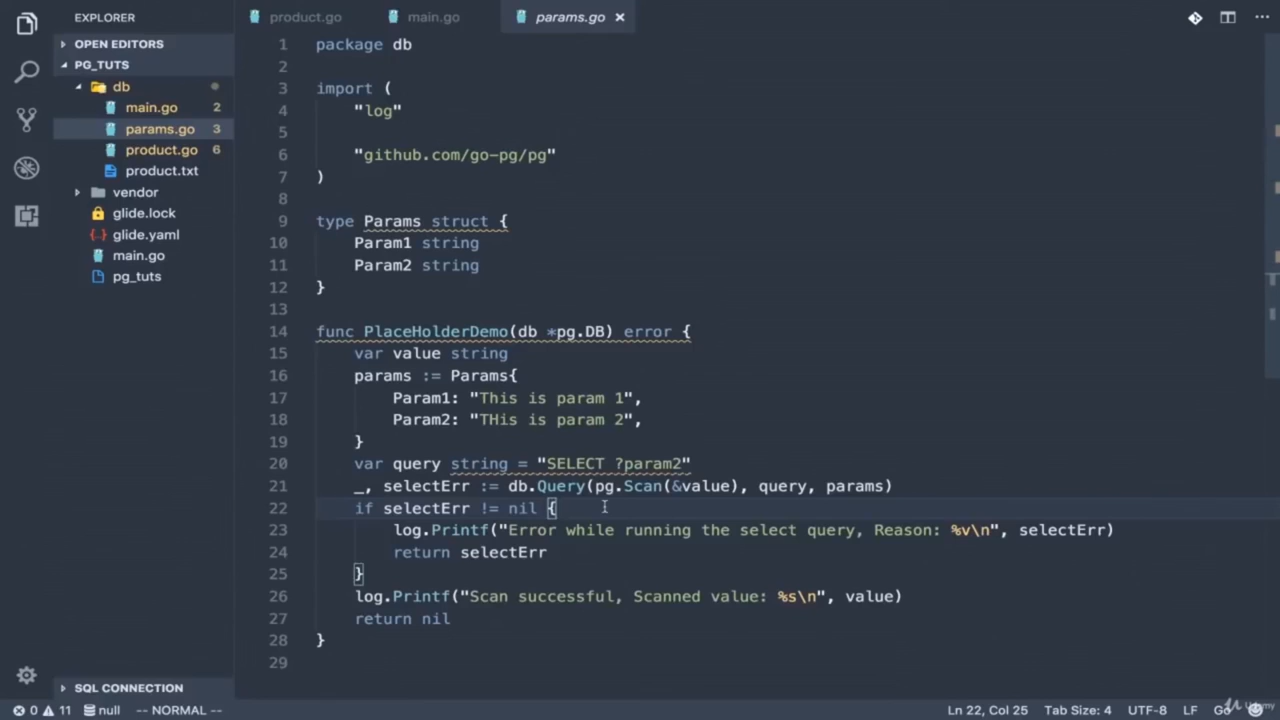 EXPLORER
product.go
main.go
params.go
OPEN EDITORS
PG_TUTS
db
main.go 2
params.go 3
product.go 6
product.txt
vendor
glide.lock
glide.yaml
main.go
pg_tuts
SQL CONNECTION
1 package db
2
3 import (
4 "log"
5
6 "github.com/go-pg/pg"
7 )
8
9 type Params struct {
10 Param1 string
11 Param2 string
12 }
13
14 func PlaceHolderDemo(db *pg.DB) error {
15 var value string
16 params := Params{
17 Param1: "This is param 1",
18 Param2: "THis is param 2",
19 }
20 var query string = "SELECT ?param2"
21 _, selectErr := db.Query(pg.Scan(&value), query, params)
22 if selectErr != nil {
23 log.Printf("Error while running the select query, Reason: %v\n", selectErr)
24 return selectErr
25 }
26 log.Printf("Scan successful, Scanned value: %s\n", value)
27 return nil
28 }
29
0 11 null -- NORMAL -- Ln 22, Col 25 Tab Size: 4 UTF-8 LF Go
Udemy